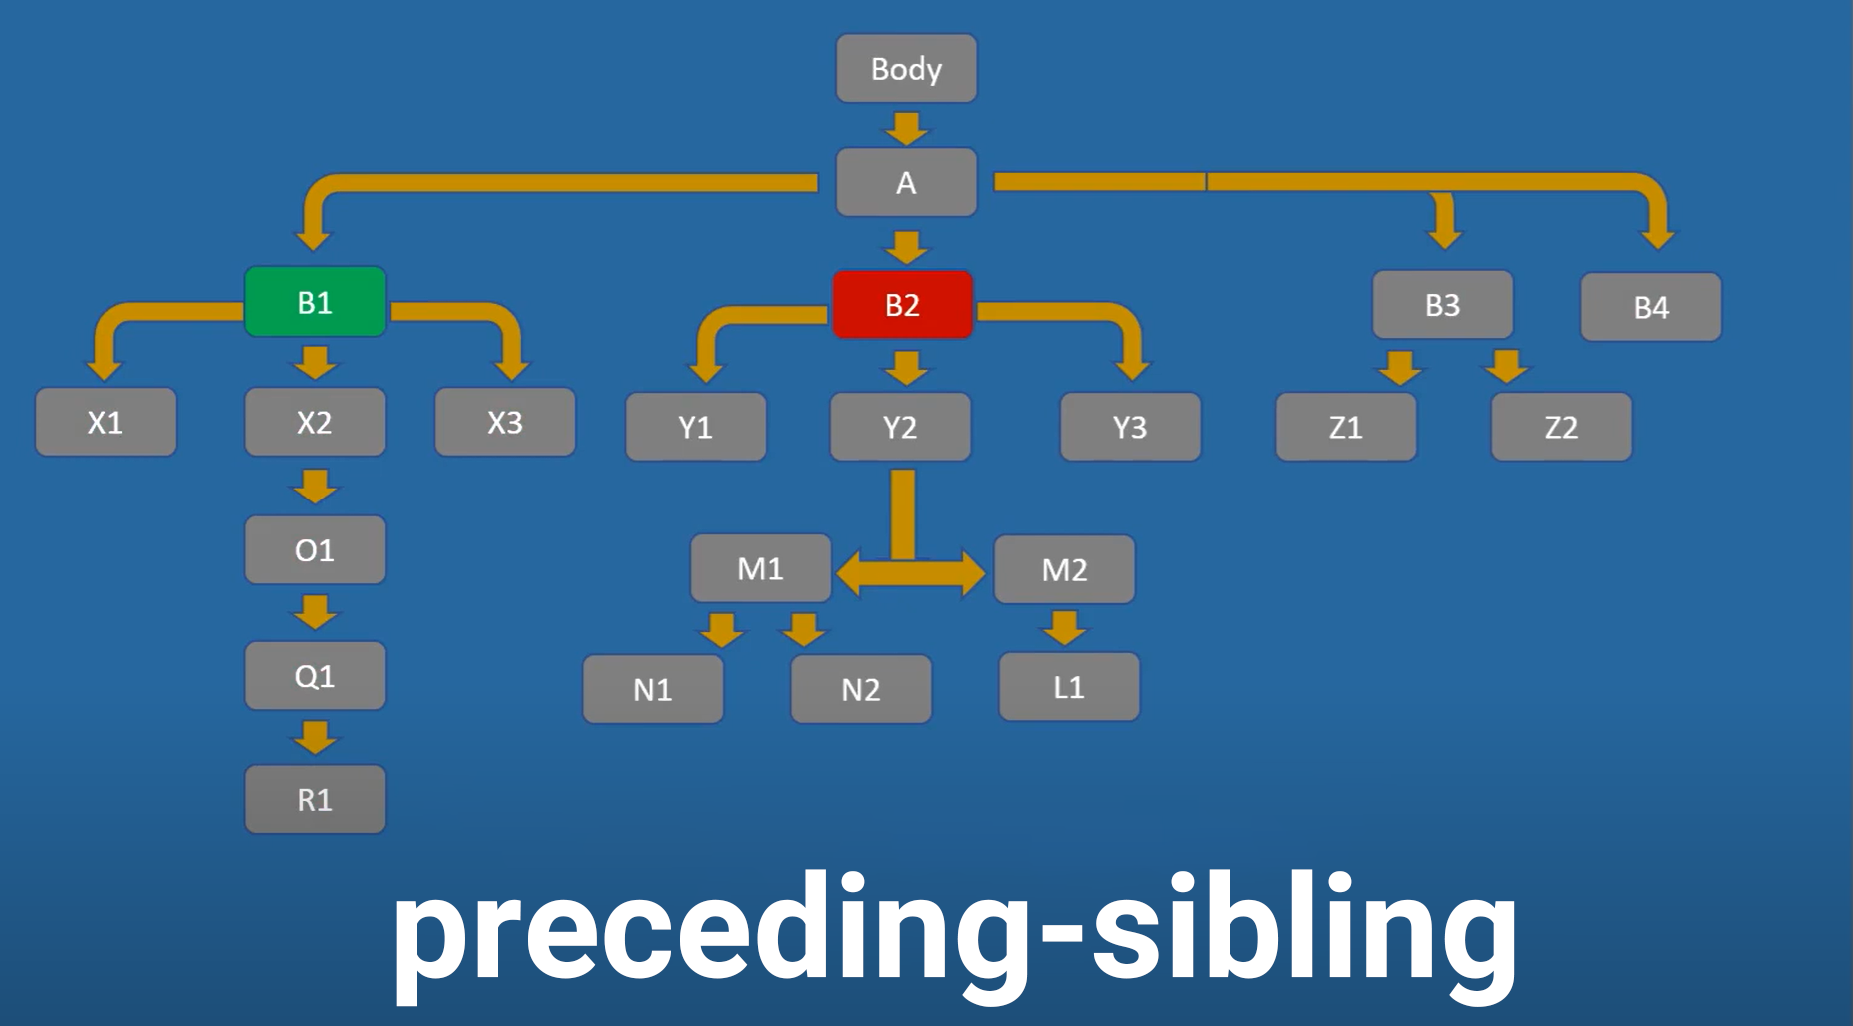 Body
A
B1
B2
B3
B4
X1
X2
X3
Y1
Y2
Y3
Z1
Z2
O1
M1
M2
Q1
N1
N2
L1
R1
preceding-sibling